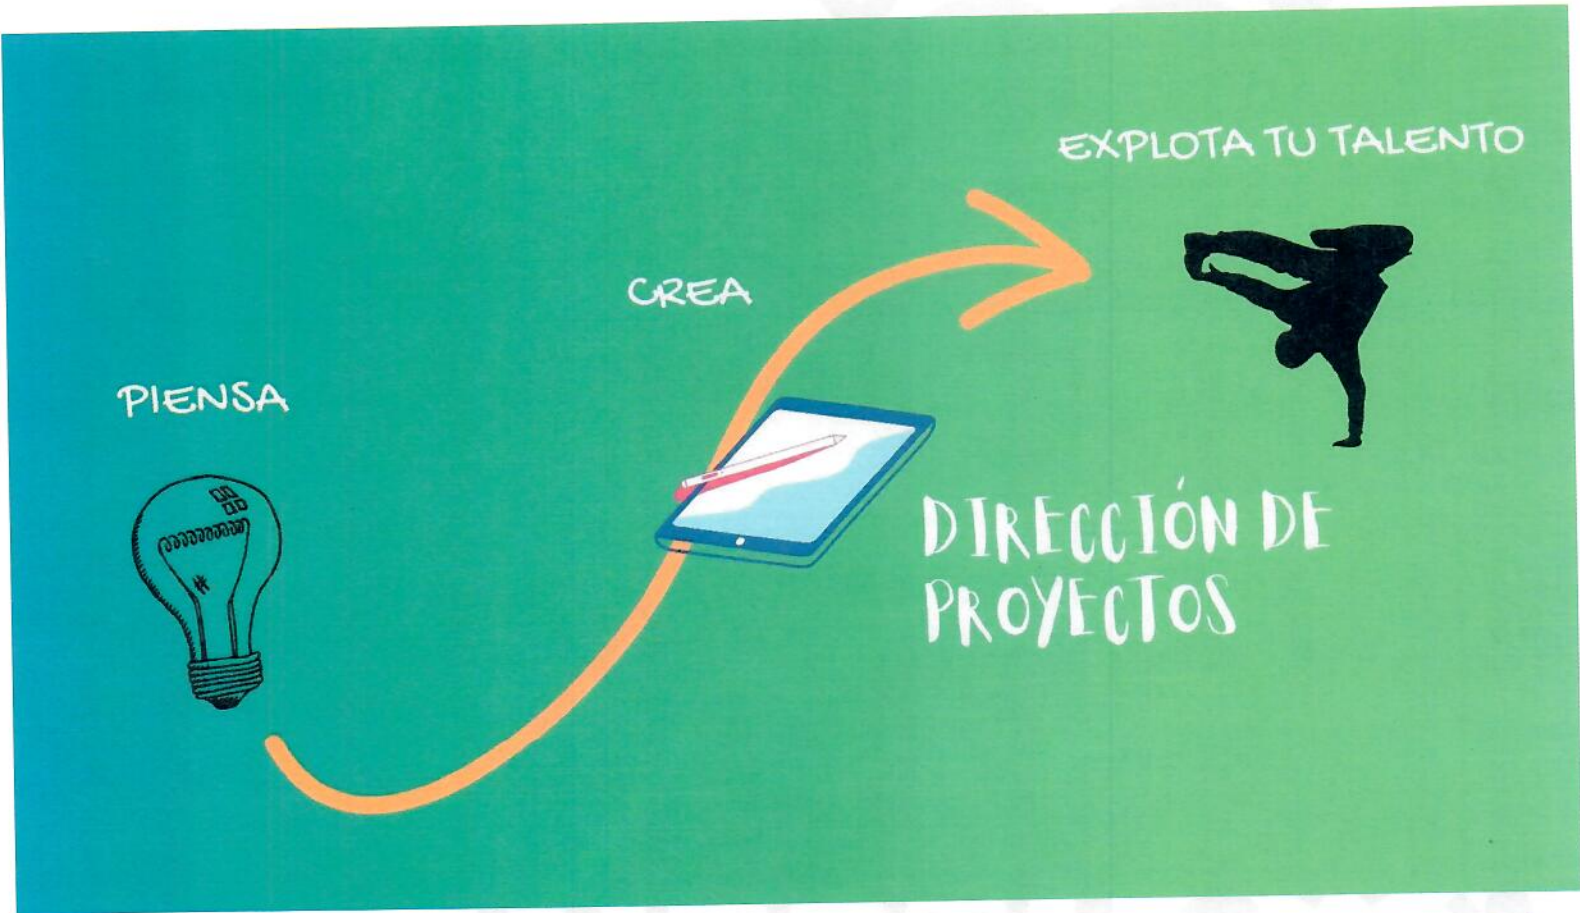 EXPLOTA TU TALENTO
CREA
PIENSA
DIRECCIÓN DE
PROYECTOS